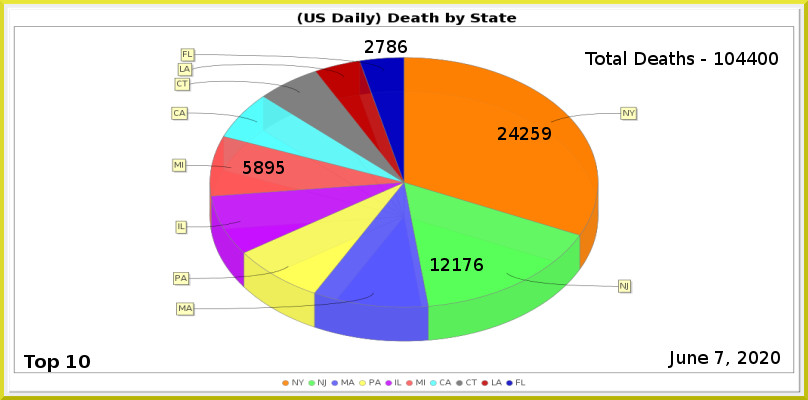 (US Daily) Death by State
2786
Total Deaths - 104400
FL
LA
CT
CA
NY
24259
MI
5895
IL
12176
PA
NJ
MA
Top 10
June 7, 2020
NY NJ MA PA IL MI CA CT LA FL